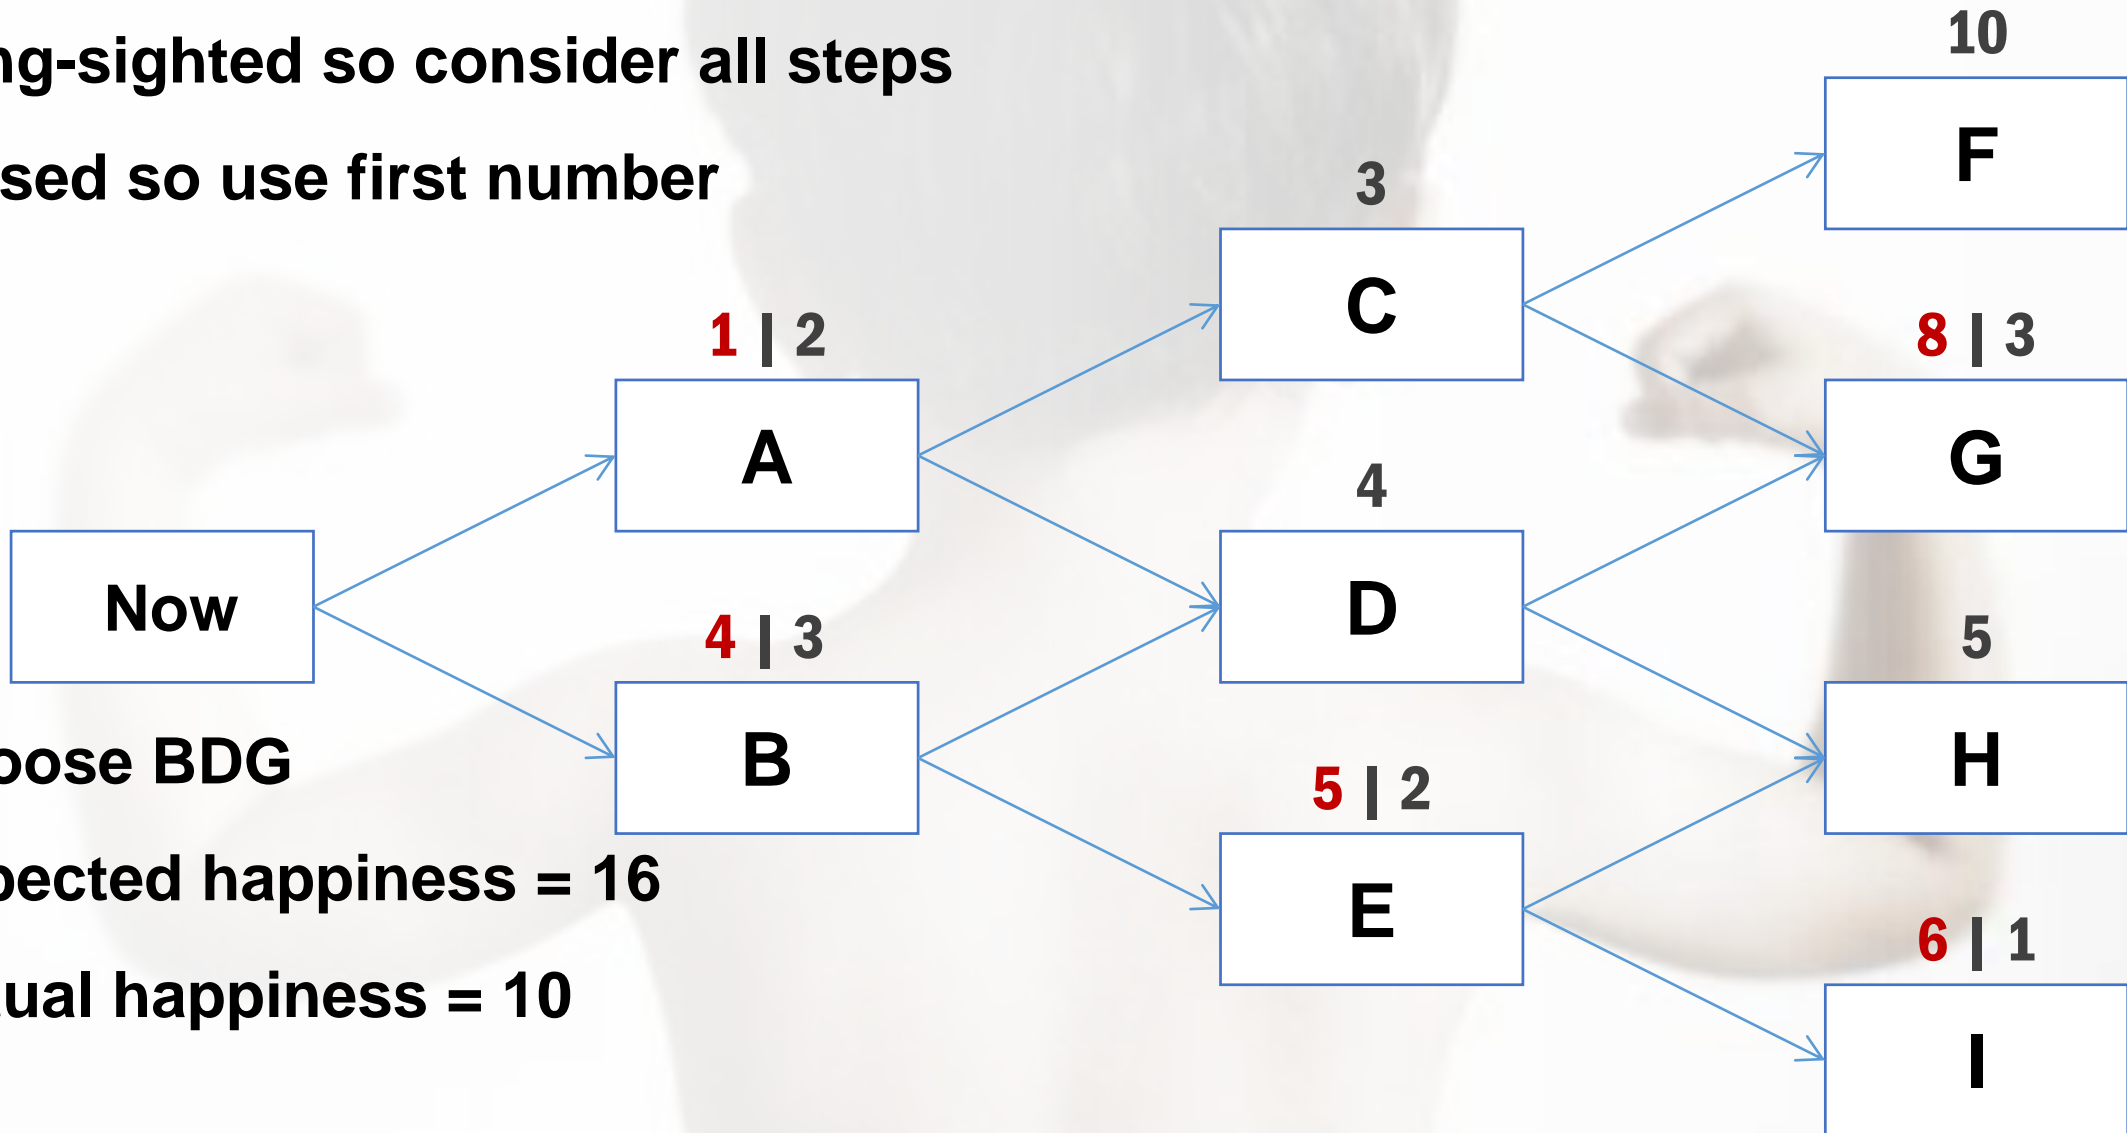 ng-sighted so consider all steps
sed so use first number
10
F
3
C
1 | 2
A
8 | 3
G
4
D
Now
4 | 3
B
5
H
oose BDG
5 | 2
E
pected happiness = 16
6 | 1
I
ual happiness = 10